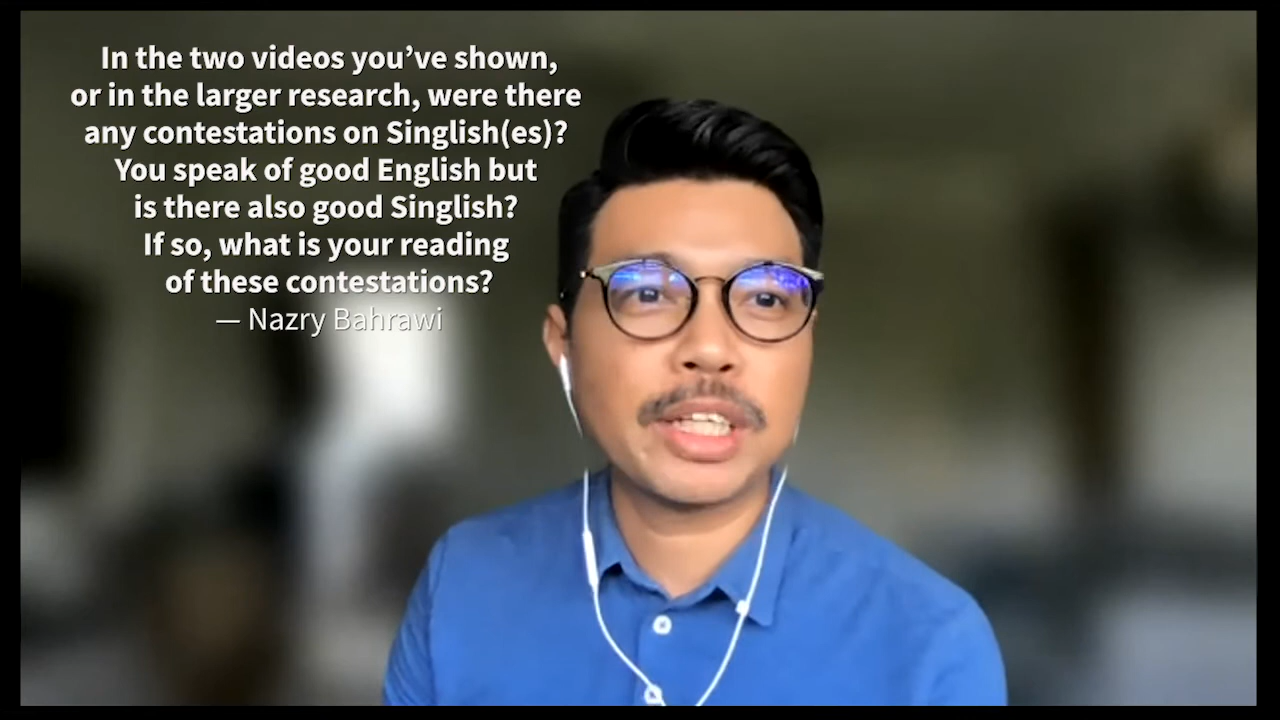 In the two videos you’ve shown,
or in the larger research, were there
any contestations on Singlish(es)?
You speak of good English but
is there also good Singlish?
If so, what is your reading
of these contestations?
— Nazry Bahrawi